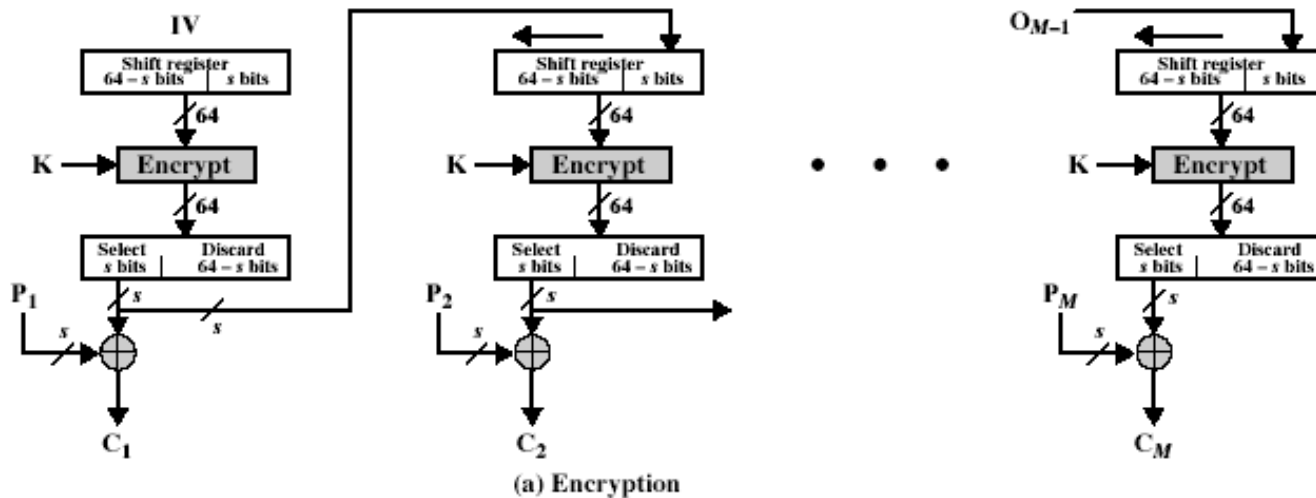 IV
O M–1
Shift register
64 – s bits | s bits
Shift register
64 – s bits | s bits
Shift register
64 – s bits | s bits
64
64
64
K
Encrypt
K
Encrypt
K
Encrypt
64
64
64
Select Discard
s bits | 64 – s bits
Select Discard
s bits | 64 – s bits
Select Discard
s bits | 64 – s bits
P1
s
s
s
P2
s
s
PM
s
s
C1
C2
CM
(a) Encryption